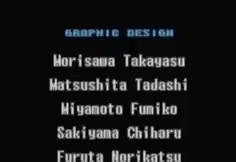 GRAPHIC DESIGN
Morisawa Takayasu
Matsushita Tadashi
Miyamoto Fumiko
Sakiyama Chiharu
Furuta Norikatsu